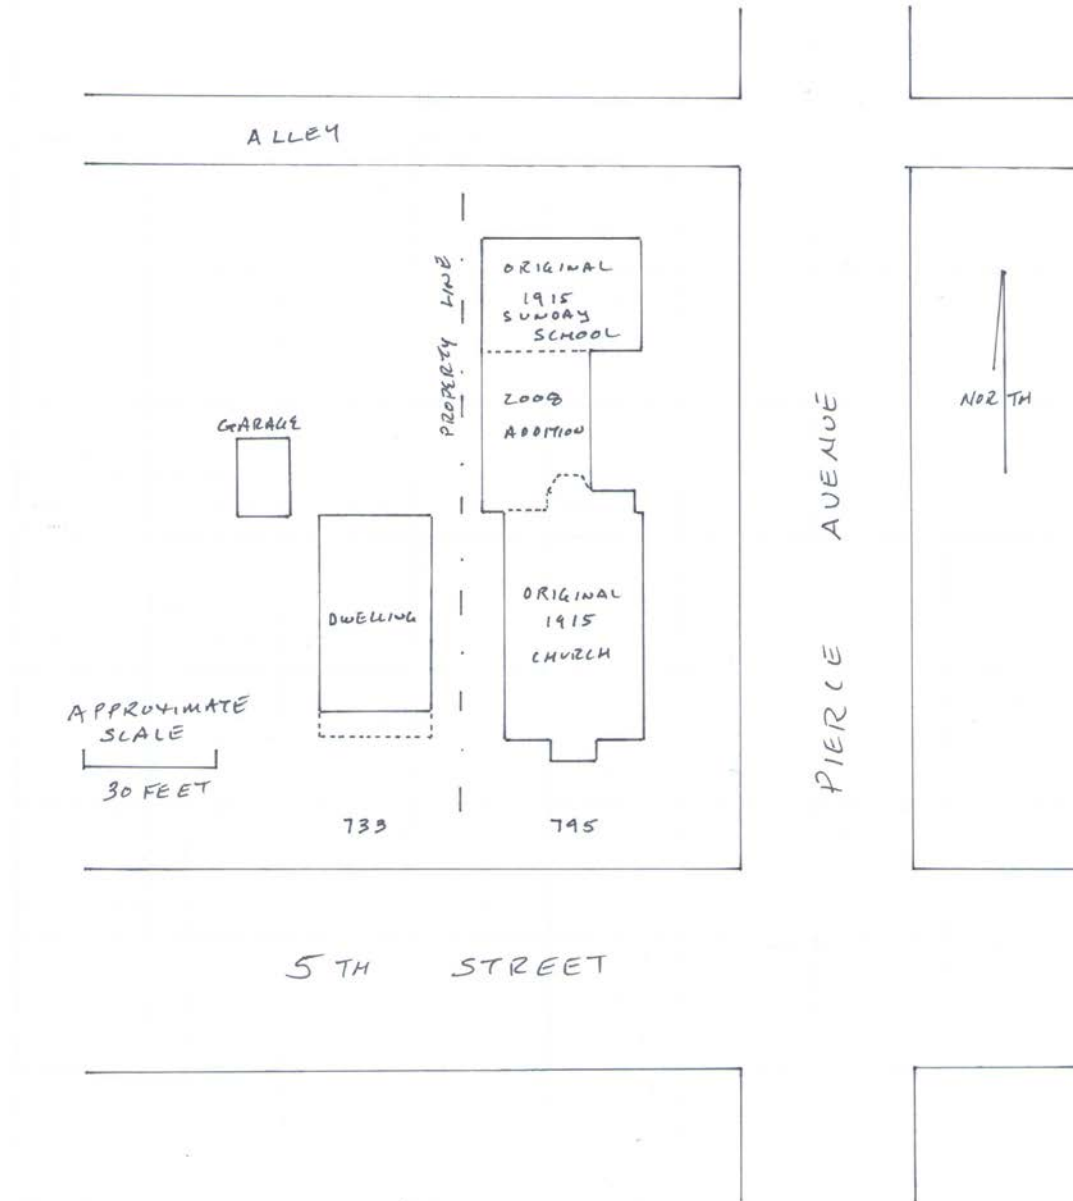 ALLEY
PROPERTY LINE
ORIGINAL
1915
SUNDAY
SCHOOL
2008
ADDITION
GARAGE
DWELLING
ORIGINAL
1915
CHURCH
PIERCE AVENUE
NORTH
APPROXIMATE
SCALE
30 FEET
733
745
5TH STREET